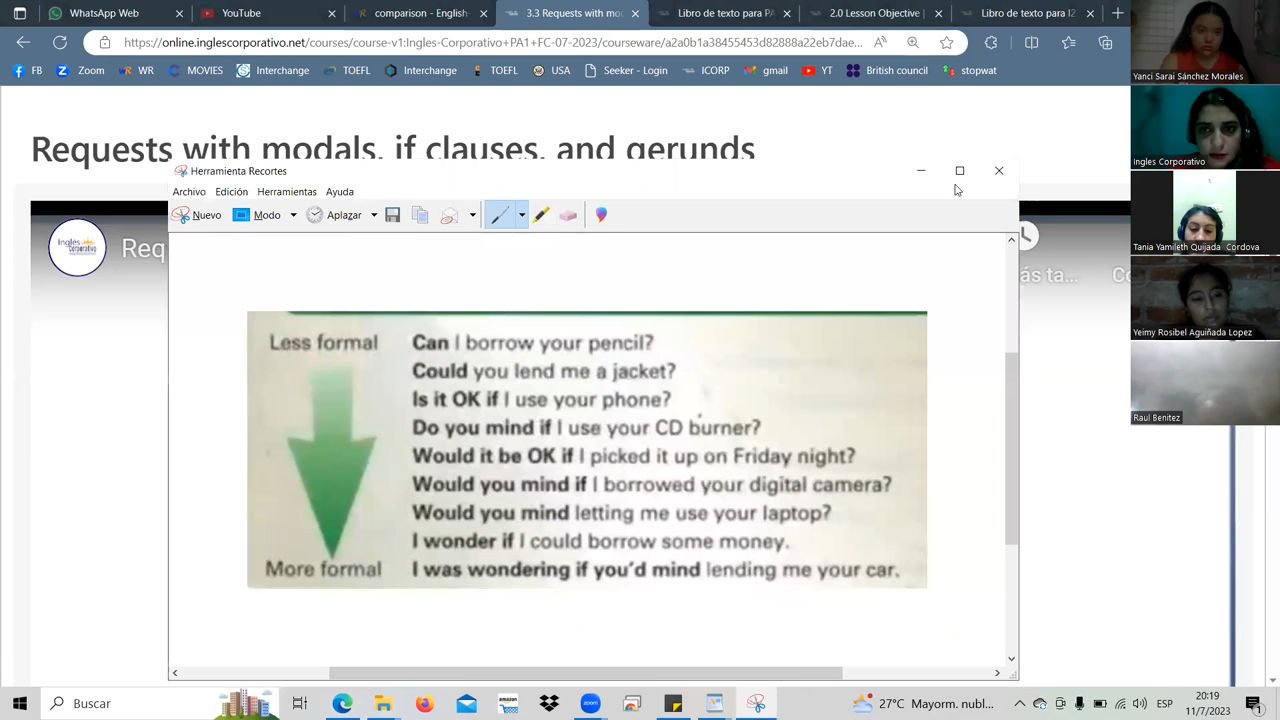 WhatsApp Web
YouTube
comparison - English
3.3 Requests with mo
Libro de texto para PA
2.0 Lesson Objective |
Libro de texto para I2
https://online.inglescorporativo.net/courses/course-v1:Ingles-Corporativo+PA1+FC-07-2023/courseware/a2a0b1a38455453d82888a22eb7dae...
FB
Zoom
WR
MOVIES
Interchange
TOEFL
Interchange
TOEFL
USA
Seeker - Login
ICORP
gmail
YT
British council
stopwat
Requests with modals, if clauses, and gerunds
Herramienta Recortes
Archivo Edición Herramientas Ayuda
Nuevo Modo Aplazar
Inglés
Corporativo
Req
ás ta...
Less formal
Can I borrow your pencil?
Could you lend me a jacket?
Is it OK if I use your phone?
Do you mind if I use your CD burner?
Would it be OK if I picked it up on Friday night?
Would you mind if I borrowed your digital camera?
Would you mind letting me use your laptop?
I wonder if I could borrow some money.
More formal
I was wondering if you'd mind lending me your car.
Yanci Sarai Sánchez Morales
Ingles Corporativo
Tania Yamileth Quijada Cordova
Yeimy Rosibel Aguiñada Lopez
Raul Benitez
Buscar
27°C Mayorm. nubl...
ESP
20:19
11/7/2023
1